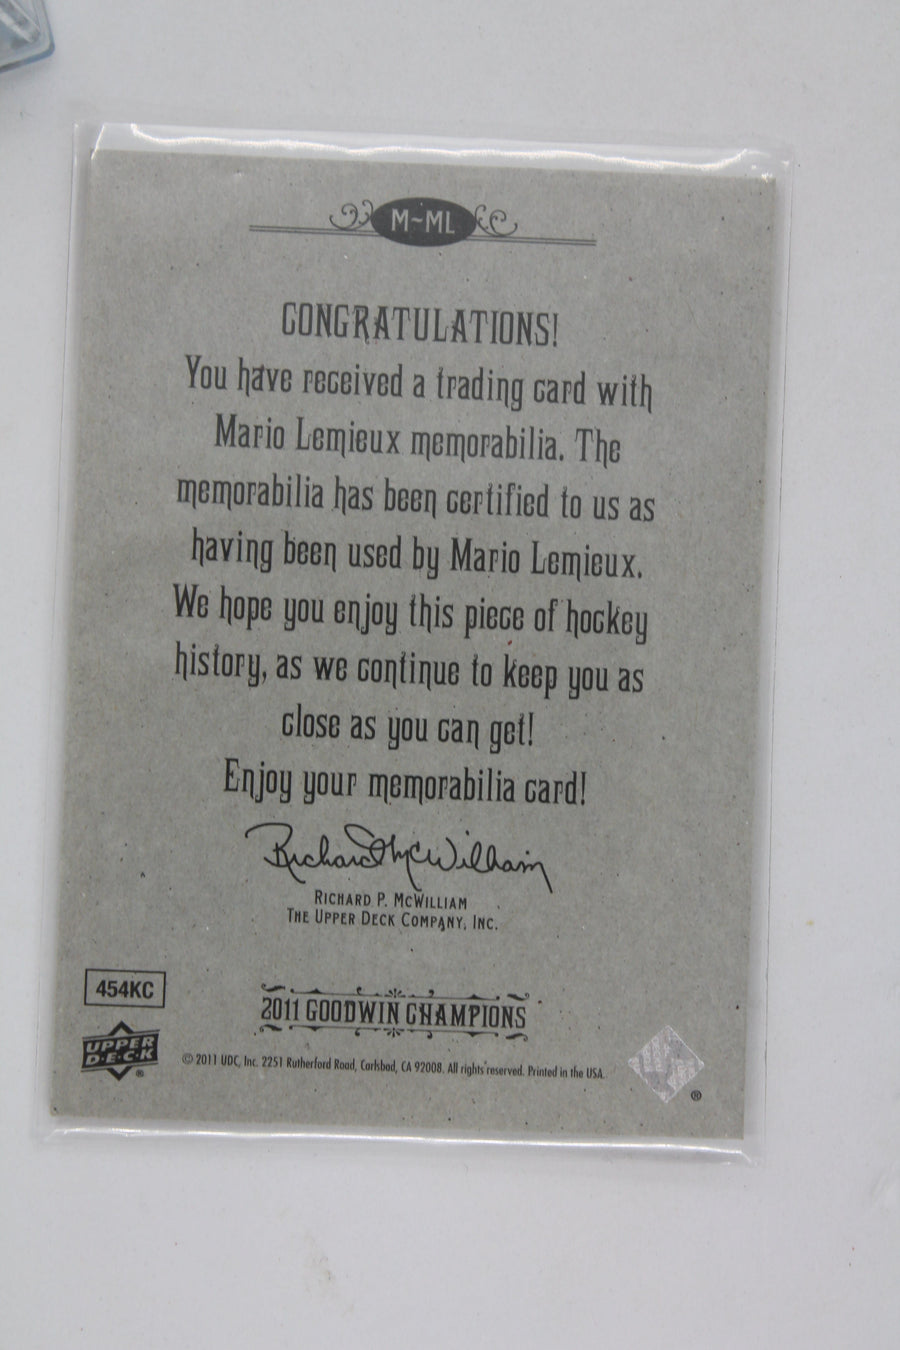 M~ML
CONGRATULATIONS!
You have received a trading card with
Mario Lemieux memorabilia. The
memorabilia has been certified to us as
having been used by Mario Lemieux.
We hope you enjoy this piece of hockey
history, as we continue to keep you as
close as you can get!
Enjoy your memorabilia card!
Richard McWilliam
RICHARD P. MCWILLIAM
THE UPPER DECK COMPANY, INC.
454KC
2011 GOODWIN CHAMPIONS
UPPER
D·E·C·K
®
© 2011 UDC, Inc. 2251 Rutherford Road, Carlsbad, CA 92008. All rights reserved. Printed in the USA.
®